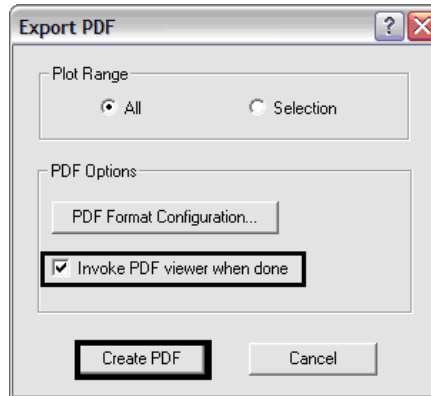 Export PDF
Plot Range
All
Selection
PDF Options
PDF Format Configuration...
Invoke PDF viewer when done
Create PDF
Cancel